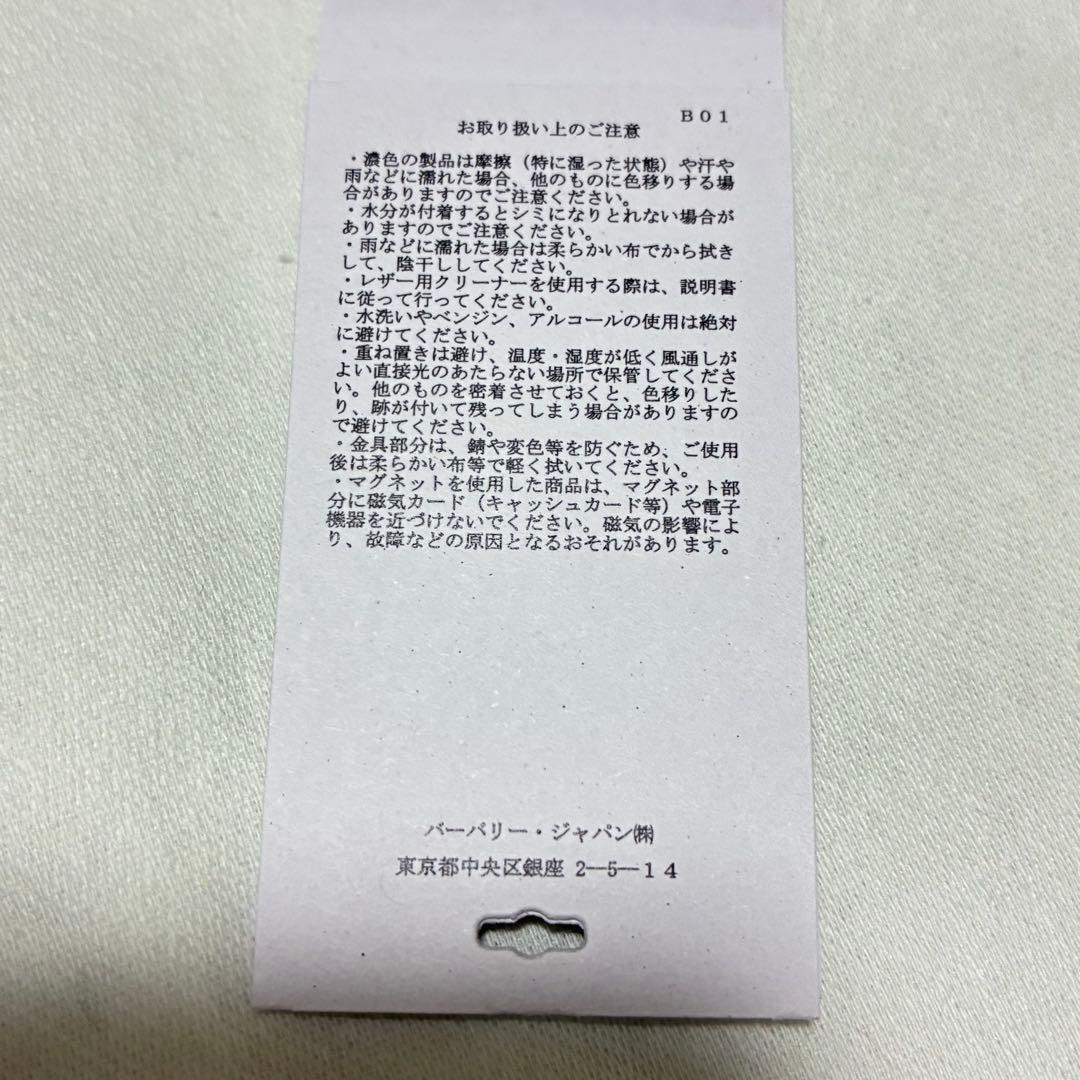 B01
お取り扱い上のご注意
・濃色の製品は摩擦（特に湿った状態）や汗や
雨などに濡れた場合、他のものに色移りする場
合がありますのでご注意ください。
・水分が付着するとシミになりとれない場合が
ありますのでご注意ください。
・雨などに濡れた場合は柔らかい布でから拭き
して、陰干ししてください。
・レザー用クリーナーを使用する際は、説明書
に従って行ってください。
・水洗いやベンジン、アルコールの使用は絶対
に避けてください。
・重ね置きは避け、温度・湿度が低く風通しが
よい直接光のあたらない場所で保管してくださ
い。他のものを密着させておくと、色移りした
り、跡が付いて残ってしまう場合がありますの
で避けてください。
・金具部分は、錆や変色等を防ぐため、ご使用
後は柔らかい布等で軽く拭いてください。
・マグネットを使用した商品は、マグネット部
分に磁気カード（キャッシュカード等）や電子
機器を近づけないでください。磁気の影響によ
り、故障などの原因となるおそれがあります。
バーバリー・ジャパン㈱
東京都中央区銀座 2―5―14